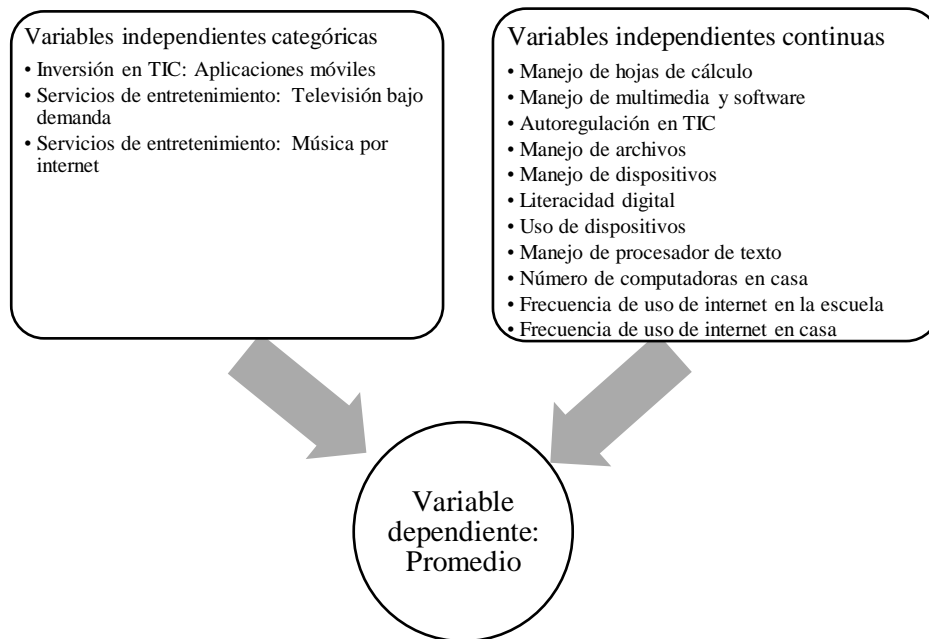 Variables independientes categóricas
• Inversión en TIC: Aplicaciones móviles
• Servicios de entretenimiento: Televisión bajo
demanda
• Servicios de entretenimiento: Música por
internet
Variables independientes continuas
• Manejo de hojas de cálculo
• Manejo de multimedia y software
• Autoregulación en TIC
• Manejo de archivos
• Manejo de dispositivos
• Literacidad digital
• Uso de dispositivos
• Manejo de procesador de texto
• Número de computadoras en casa
• Frecuencia de uso de internet en la escuela
• Frecuencia de uso de internet en casa
Variable
dependiente:
Promedio